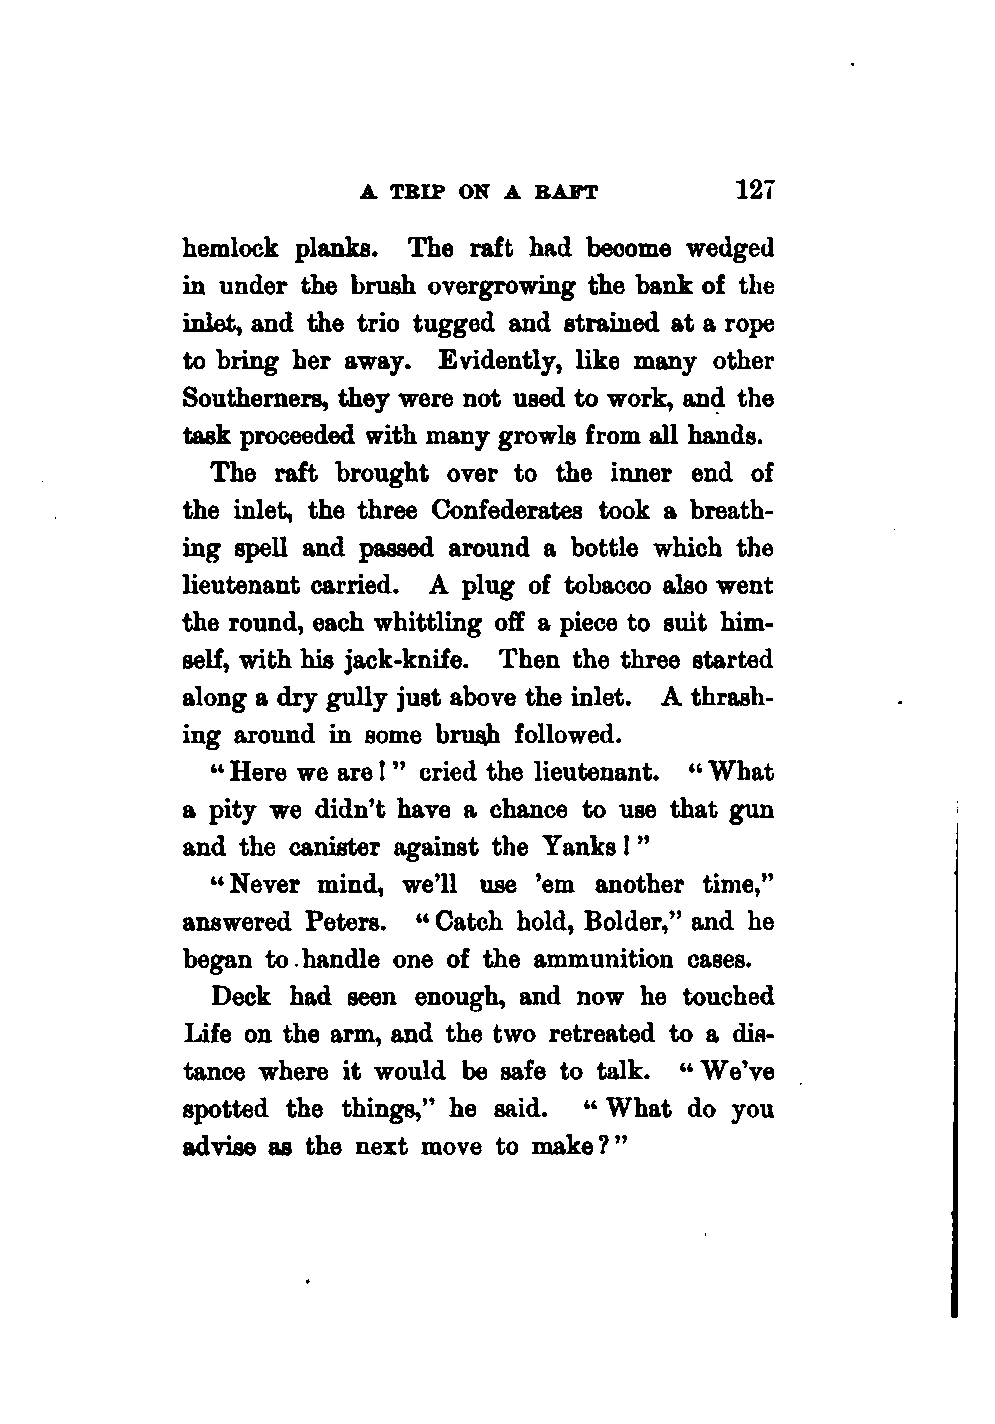 A TRIP ON A RAFT 127
hemlock planks. The raft had become wedged
in under the brush overgrowing the bank of the
inlet, and the trio tugged and strained at a rope
to bring her away. Evidently, like many other
Southerners, they were not used to work, and the
task proceeded with many growls from all hands.
The raft brought over to the inner end of
the inlet, the three Confederates took a breath-
ing spell and passed around a bottle which the
lieutenant carried. A plug of tobacco also went
the round, each whittling off a piece to suit him-
self, with his jack-knife. Then the three started
along a dry gully just above the inlet. A thrash-
ing around in some brush followed.
“Here we are!” cried the lieutenant. “What
a pity we didn’t have a chance to use that gun
and the canister against the Yanks!”
“Never mind, we’ll use ’em another time,”
answered Peters. “Catch hold, Bolder,” and he
began to handle one of the ammunition cases.
Deck had seen enough, and now he touched
Life on the arm, and the two retreated to a dis-
tance where it would be safe to talk. “We’ve
spotted the things,” he said. “What do you
advise as the next move to make?”